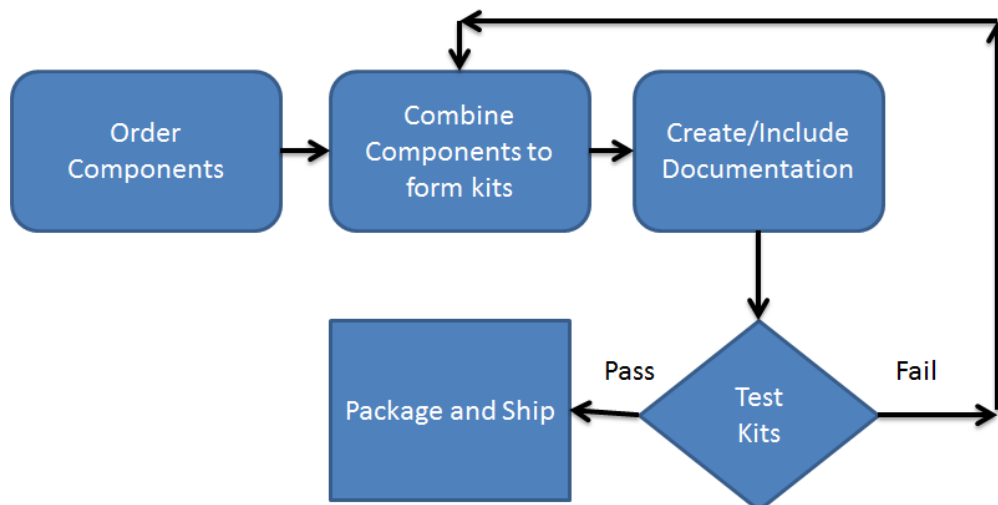 Order
Components
Combine
Components to
form kits
Create/Include
Documentation
Package and Ship
Pass
Test
Kits
Fail